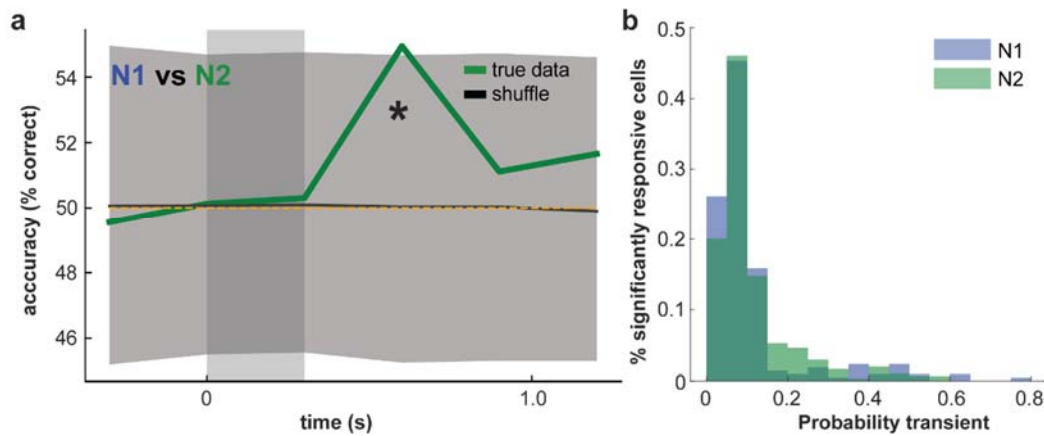 a
N1 vs N2
true data
shuffle
*
acccuracy (% correct)
54
52
50
48
46
0
1.0
time (s)
b
N1
N2
% significantly responsive cells
0.5
0.4
0.3
0.2
0.1
0
0
0.2
0.4
0.6
0.8
Probability transient